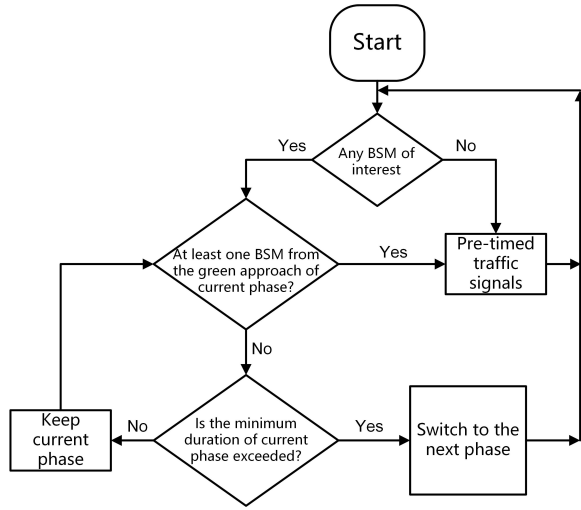 Start
Any BSM of
interest
Yes
No
At least one BSM from
the green approach of
current phase?
Yes
Pre-timed
traffic
signals
No
Keep
current
phase
No
Is the minimum
duration of current
phase exceeded?
Yes
Switch to the
next phase